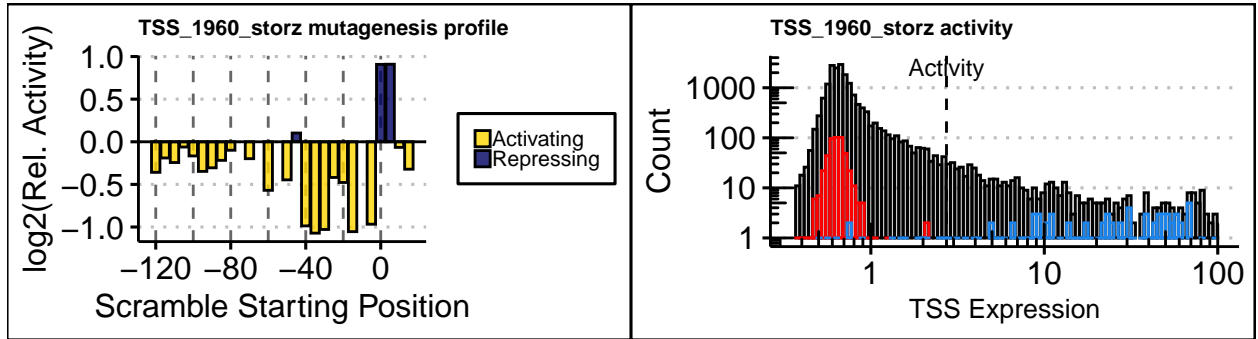 TSS_1960_storz mutagenesis profile
log2(Rel. Activity)
1.0
0.5
0.0
−0.5
−1.0
−120 −80 −40 0
Scramble Starting Position
Activating
Repressing
TSS_1960_storz activity
Activity
Count
1000
100
10
1
1 10 100
TSS Expression